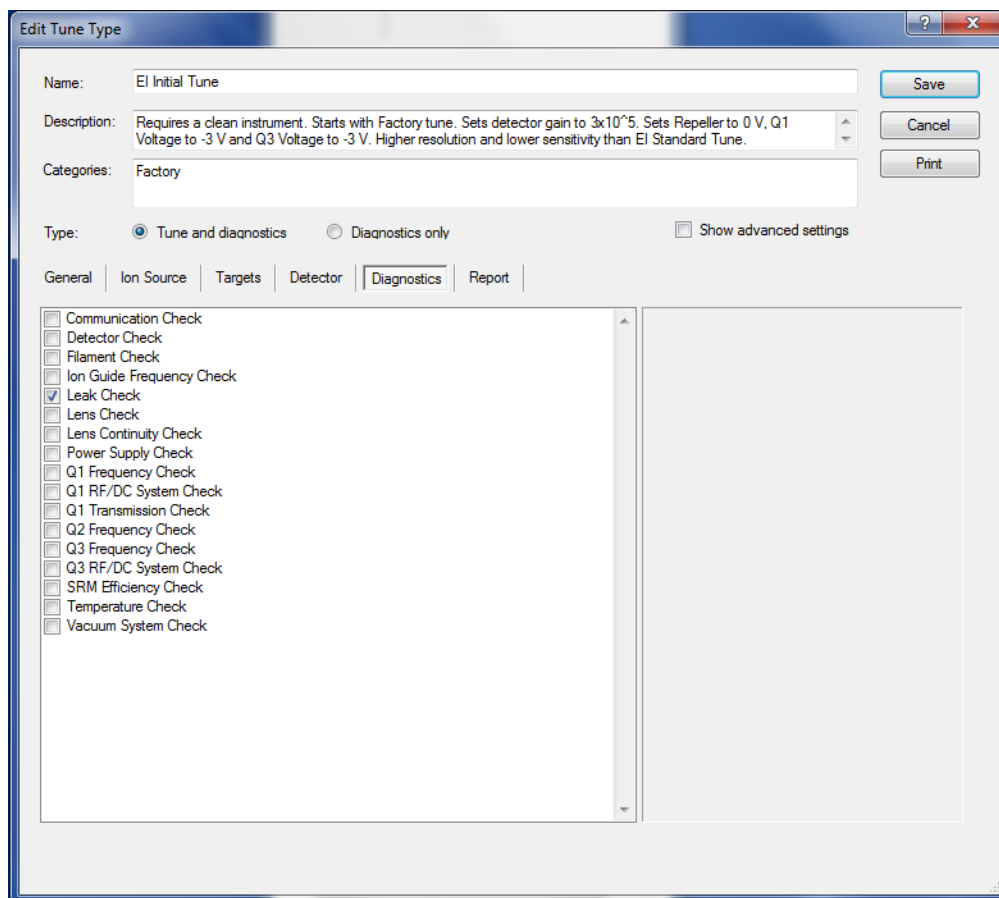 Edit Tune Type
?
X
Name:
EI Initial Tune
Save
Description:
Requires a clean instrument. Starts with Factory tune. Sets detector gain to 3x10^5. Sets Repeller to 0 V, Q1
Voltage to -3 V and Q3 Voltage to -3 V. Higher resolution and lower sensitivity than EI Standard Tune.
Cancel
Print
Categories:
Factory
Type:
Tune and diagnostics
Diagnostics only
Show advanced settings
General
Ion Source
Targets
Detector
Diagnostics
Report
Communication Check
Detector Check
Filament Check
Ion Guide Frequency Check
Leak Check
Lens Check
Lens Continuity Check
Power Supply Check
Q1 Frequency Check
Q1 RF/DC System Check
Q1 Transmission Check
Q2 Frequency Check
Q3 Frequency Check
Q3 RF/DC System Check
SRM Efficiency Check
Temperature Check
Vacuum System Check